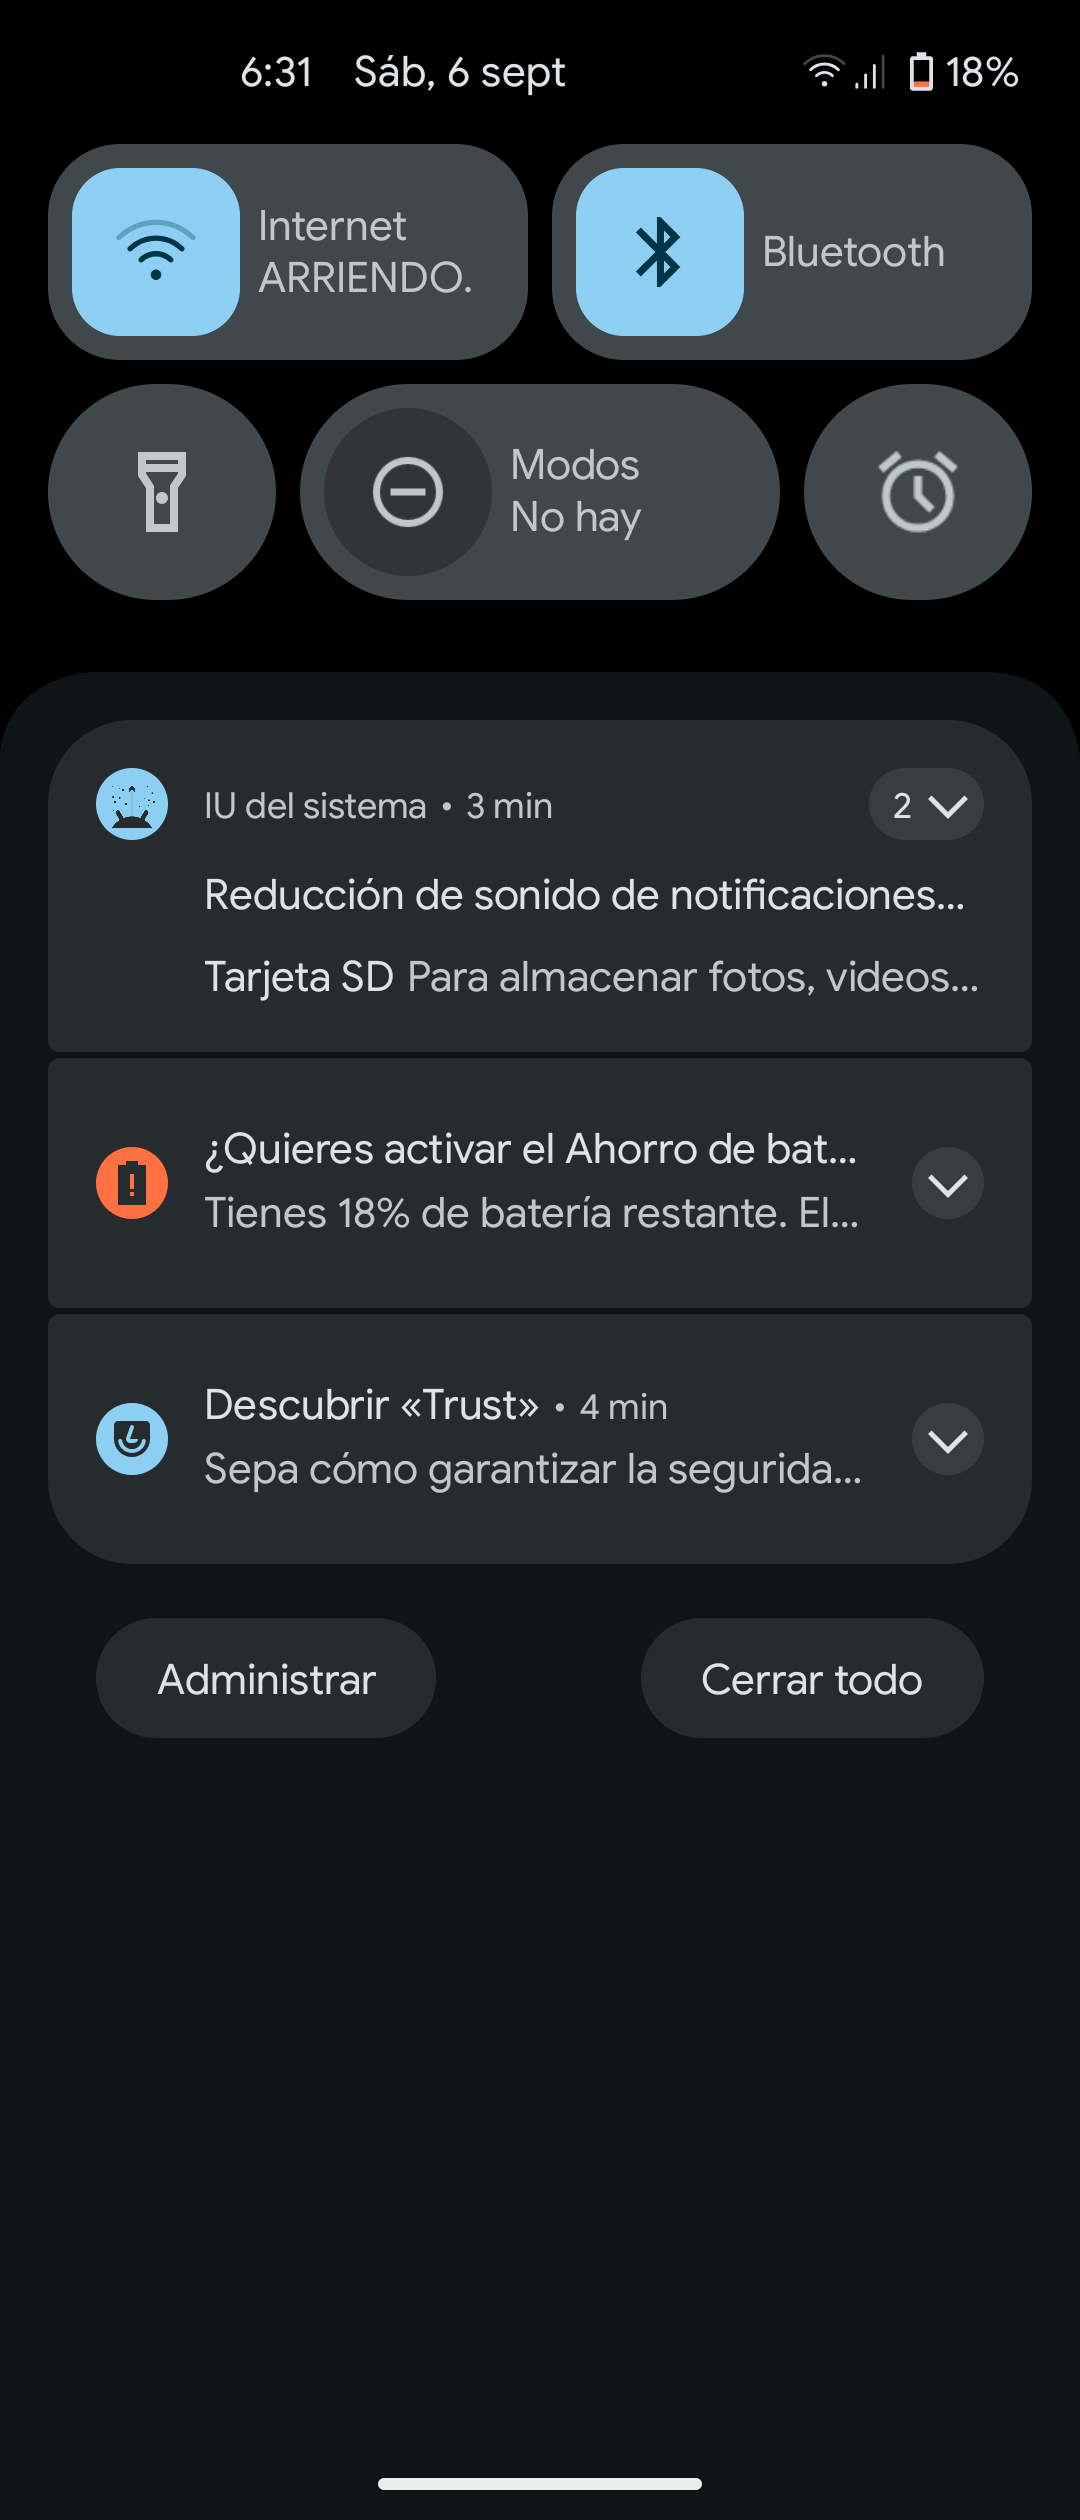 6:31 Sáb, 6 sept 18%
Internet
ARRIENDO.
Bluetooth
Modos
No hay
IU del sistema • 3 min 2
Reducción de sonido de notificaciones...
Tarjeta SD Para almacenar fotos, videos...
¿Quieres activar el Ahorro de bat...
Tienes 18% de batería restante. El...
Descubrir «Trust» • 4 min
Sepa cómo garantizar la segurida...
Administrar
Cerrar todo